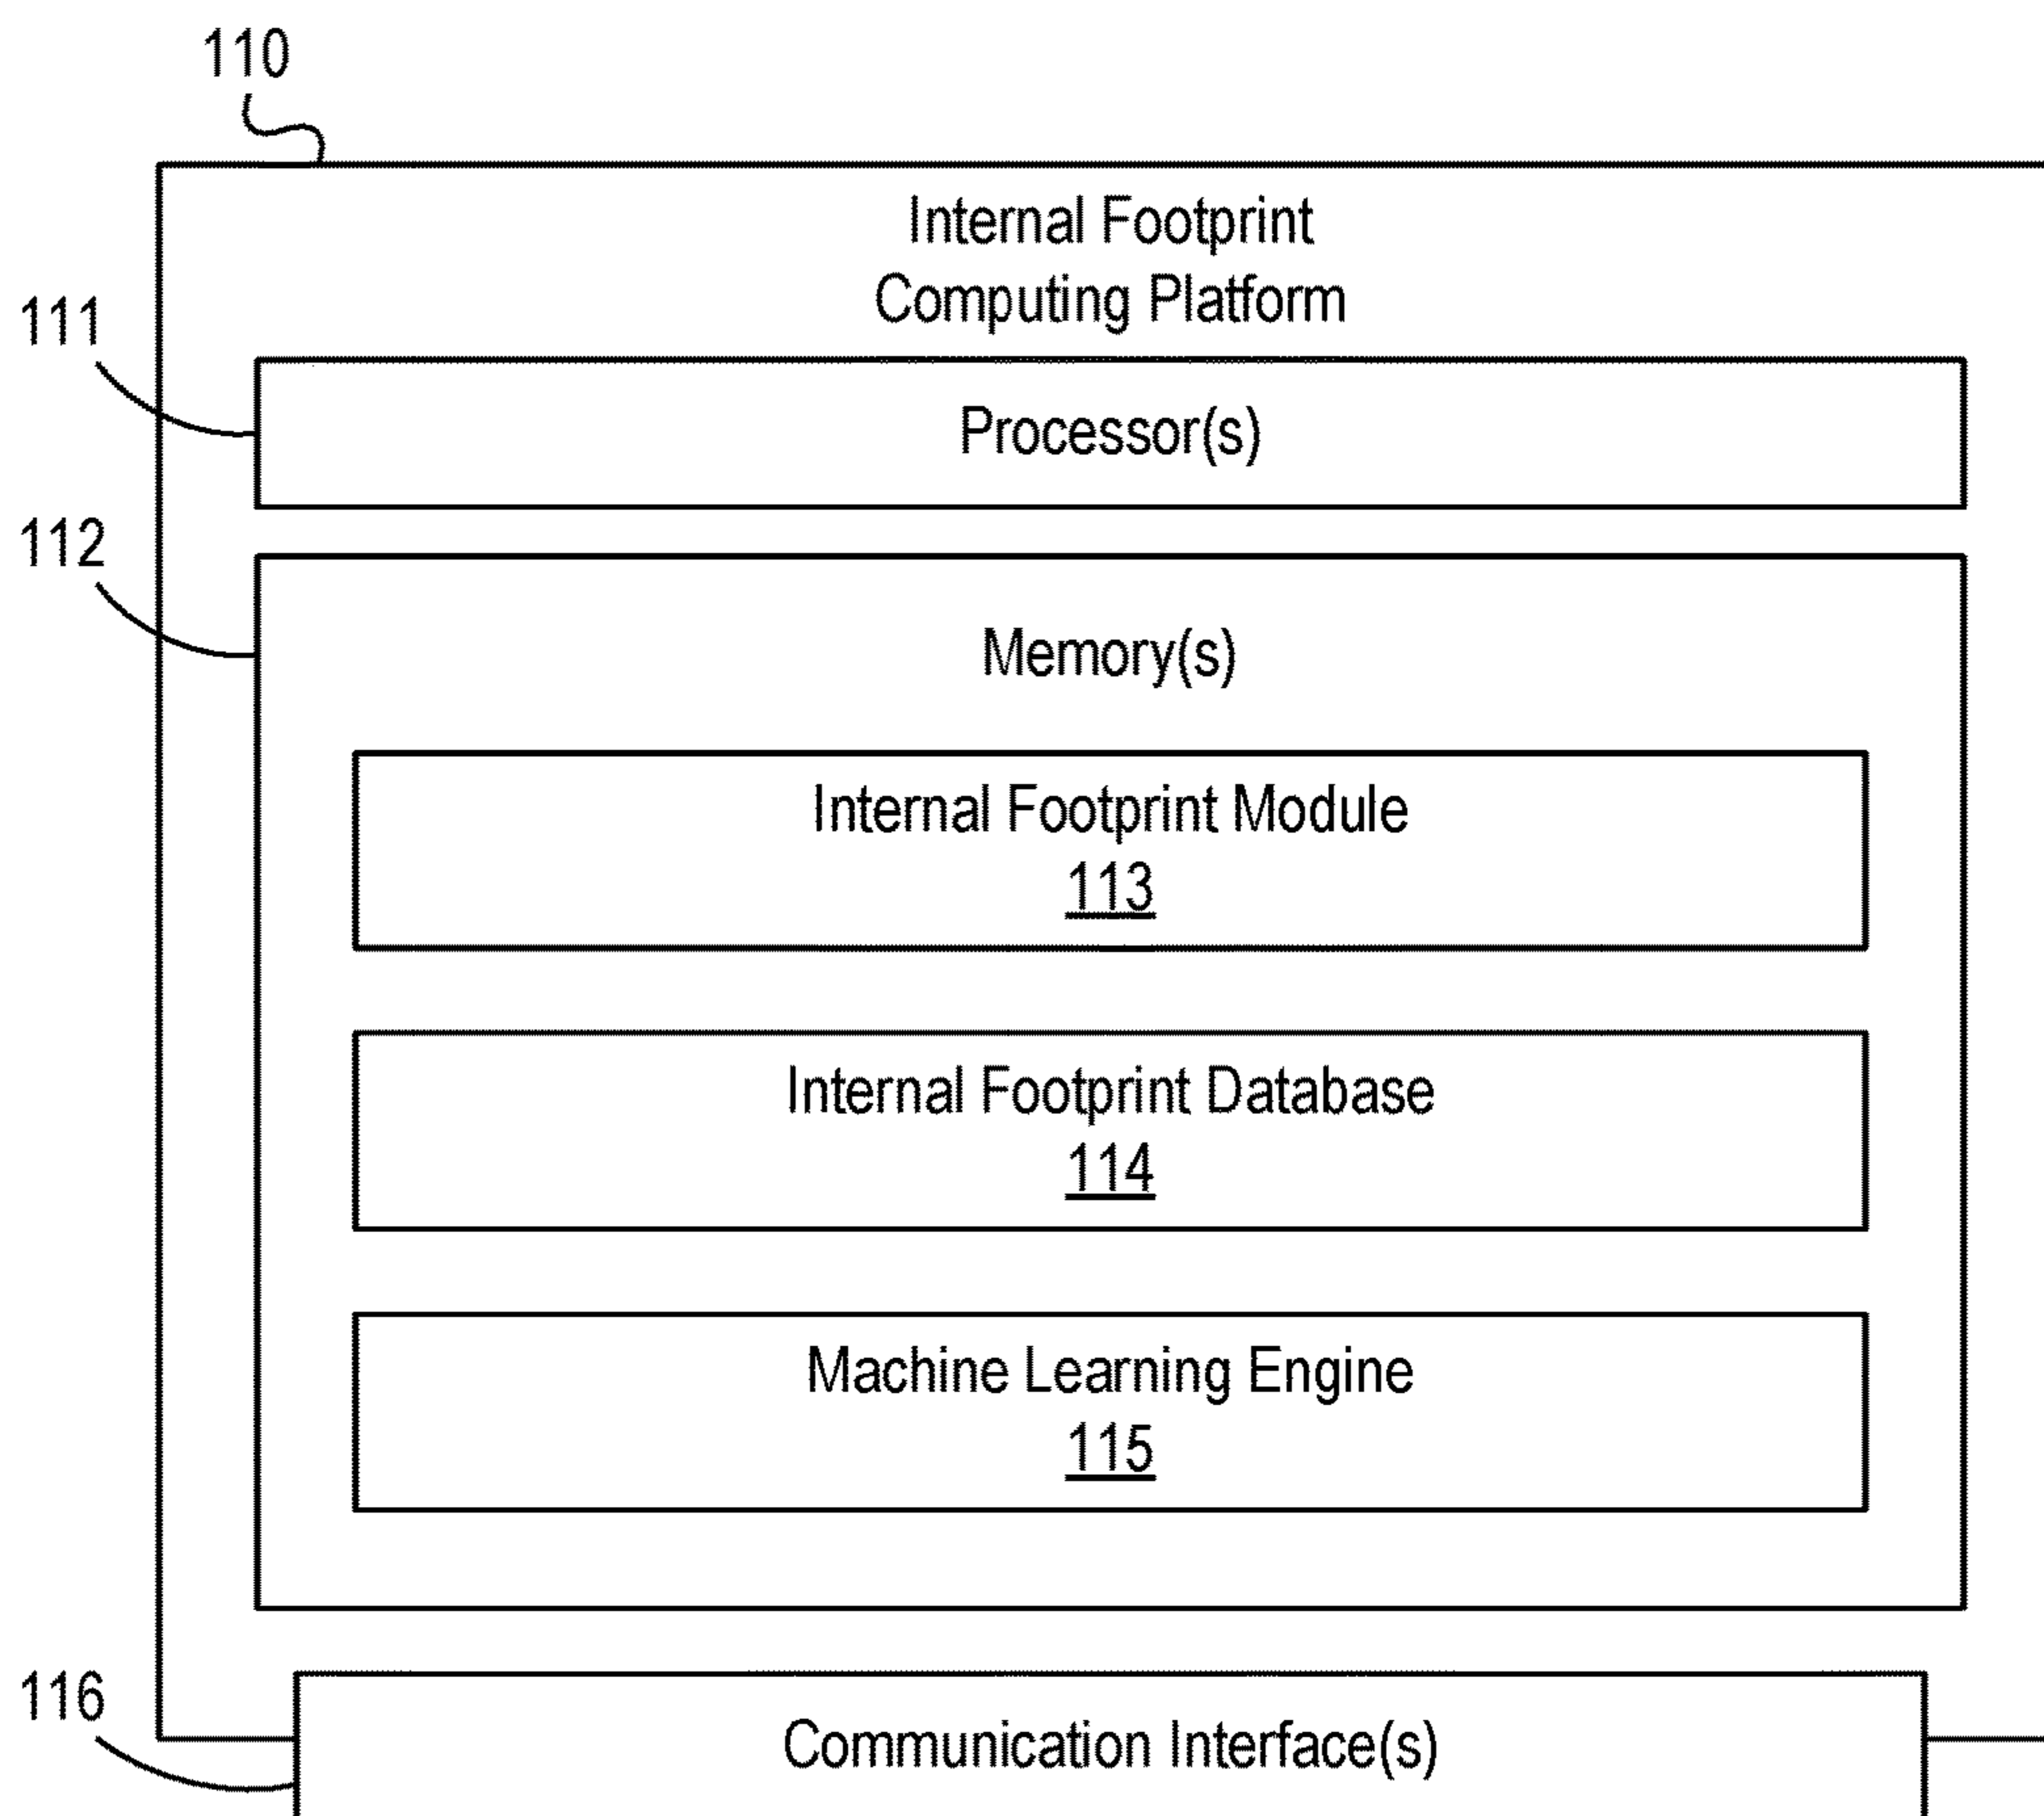 110
Internal Footprint
Computing Platform
111
Processor(s)
112
Memory(s)
Internal Footprint Module
113
Internal Footprint Database
114
Machine Learning Engine
115
116
Communication Interface(s)